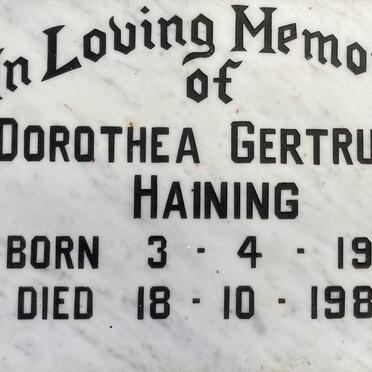 In Loving Memo
of
DOROTHEA GERTRU
HAINING
BORN 3 - 4 - 19
DIED 18 - 10 - 198